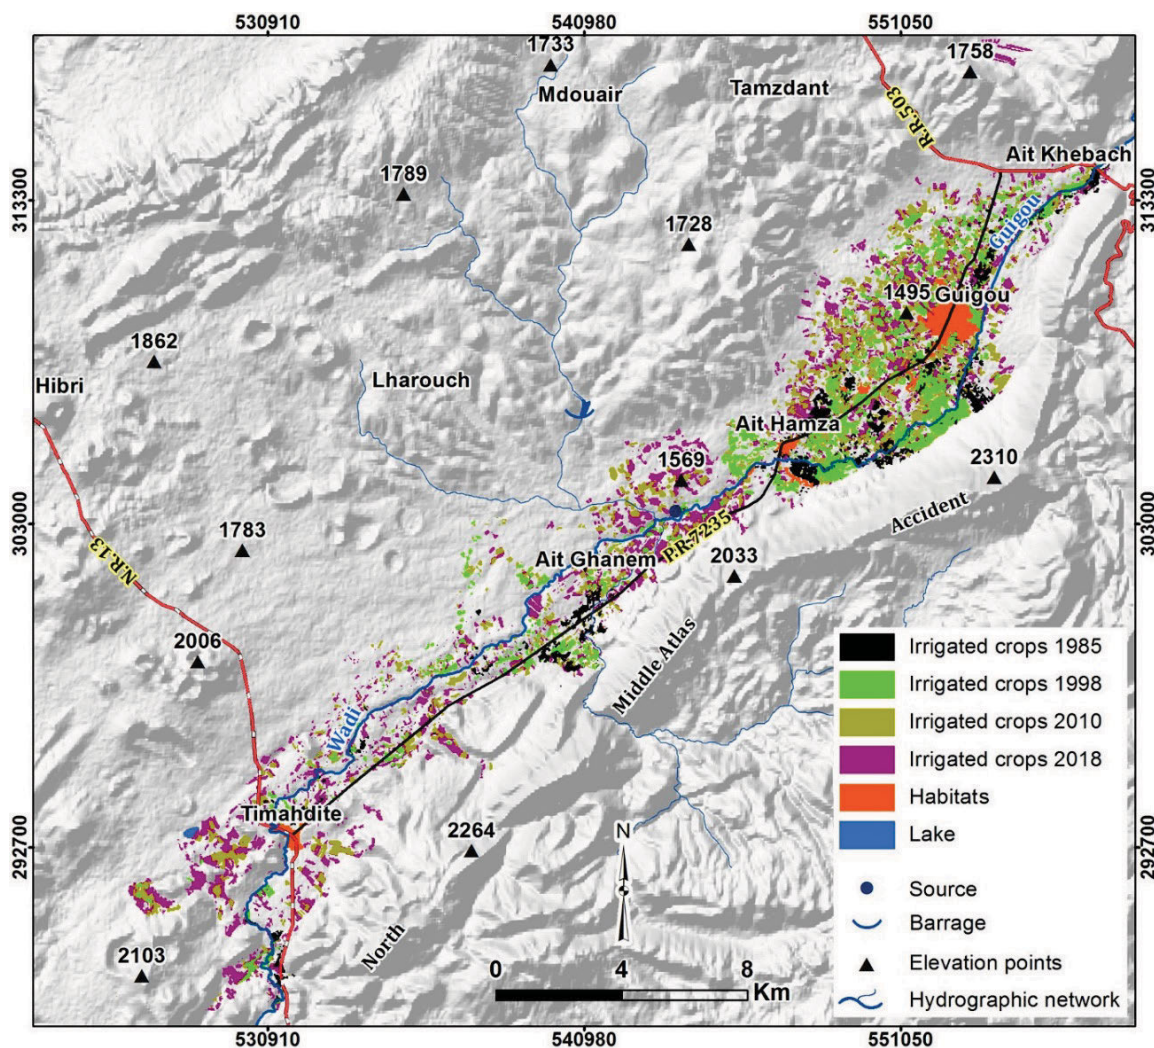 530910
540980
551050
1733
1758
Mdouair
Tamzdant
R.R.503
Ait Khebach
313300
313300
1789
Guigou
1728
1495
Guigou
1862
Hibri
Lharouch
Ait Hamza
1569
2310
Accident
303000
303000
1783
N.R.13
P.R.7235
Ait Ghanem
2033
2006
Middle Atlas
Wadi
Timahdite
292700
292700
2264
North
2103
N
0 4 8
Km
Irrigated crops 1985
Irrigated crops 1998
Irrigated crops 2010
Irrigated crops 2018
Habitats
Lake
Source
Barrage
Elevation points
Hydrographic network
530910
540980
551050